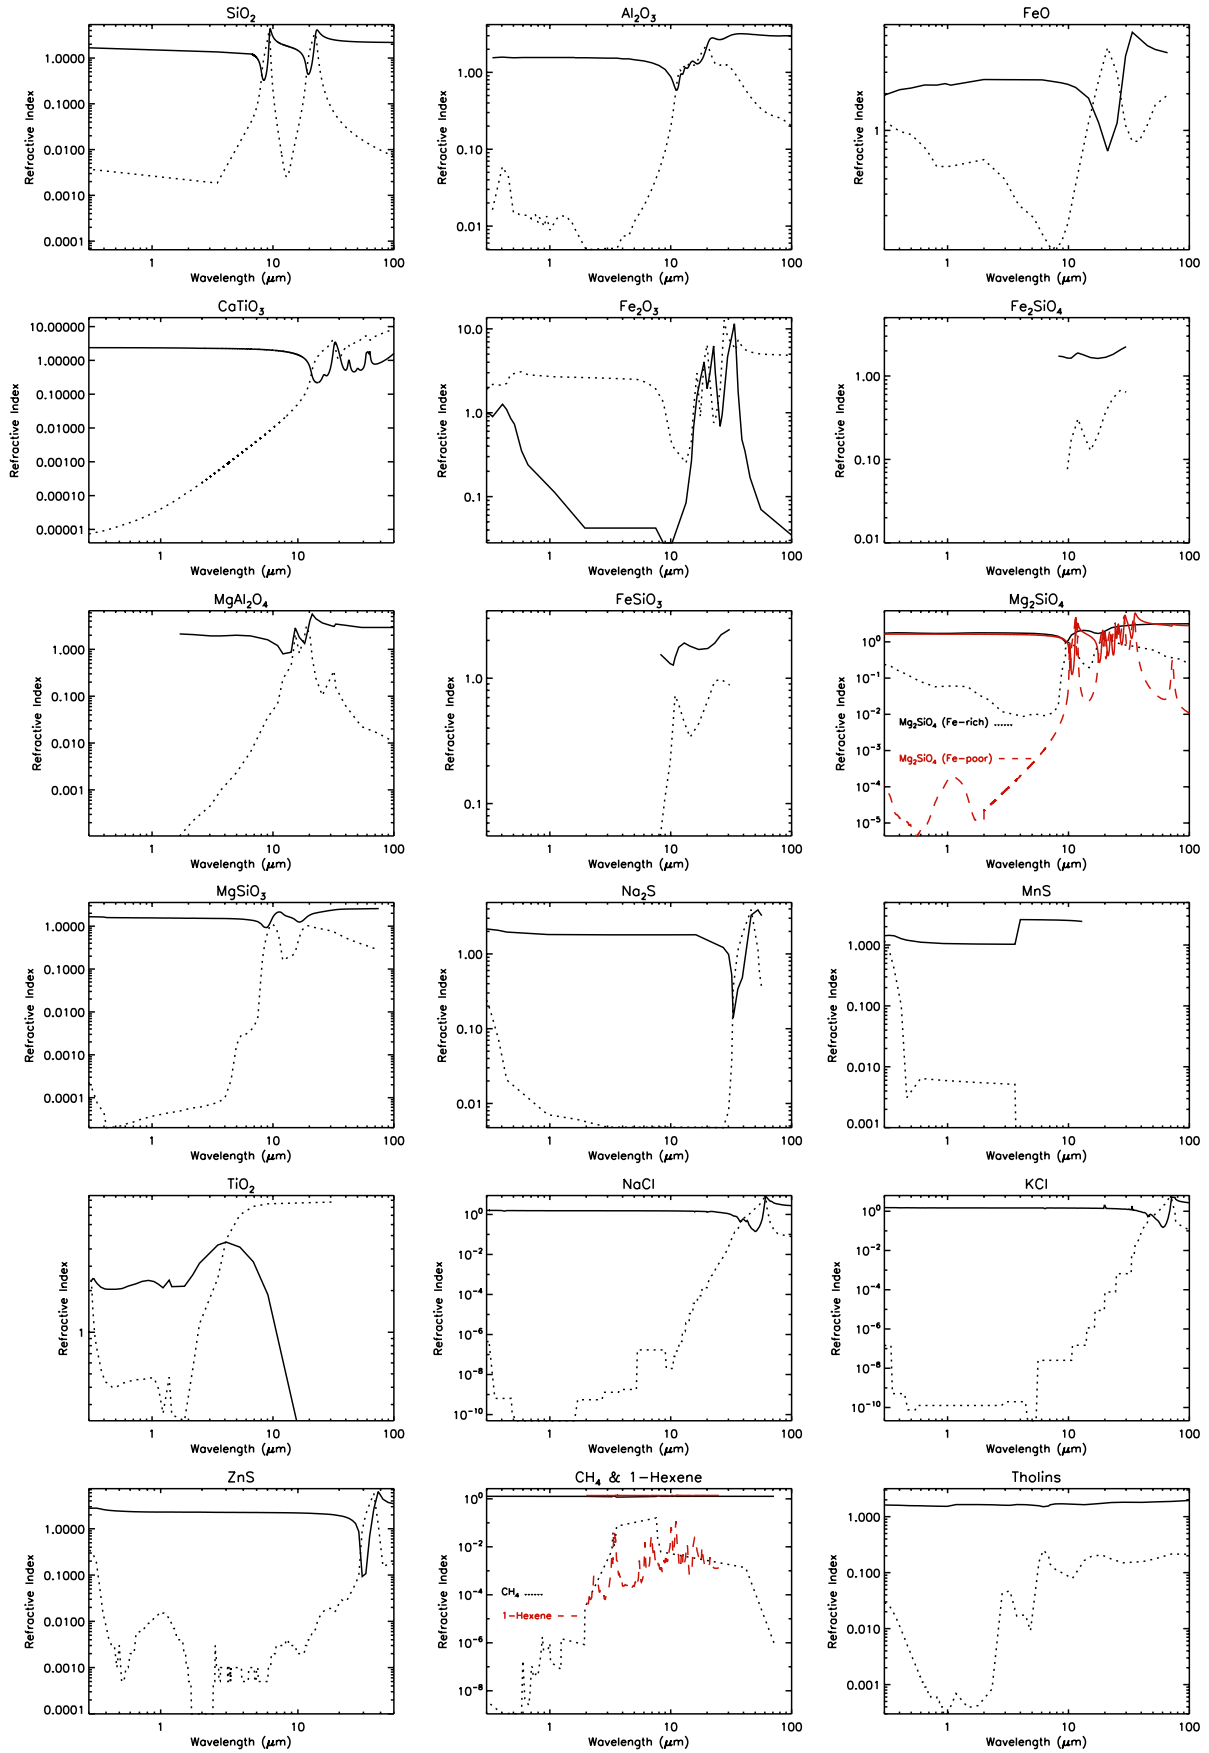 SiO₂
Al₂O₃
FeO
Refractive Index
1.0000
0.1000
0.0100
0.0010
0.0001
1
10
100
Wavelength (μm)
Refractive Index
1.00
0.10
0.01
1
10
100
Wavelength (μm)
Refractive Index
1
1
10
100
Wavelength (μm)
CaTiO₃
Fe₂O₃
Fe₂SiO₄
Refractive Index
10.00000
1.00000
0.10000
0.01000
0.00100
0.00010
0.00001
1
10
Wavelength (μm)
Refractive Index
10.0
1.0
0.1
1
10
100
Wavelength (μm)
Refractive Index
1.00
0.10
0.01
1
10
100
Wavelength (μm)
MgAl₂O₄
FeSiO₃
Mg₂SiO₄
Refractive Index
1.000
0.100
0.010
0.001
1
10
100
Wavelength (μm)
Refractive Index
1.0
0.1
1
10
100
Wavelength (μm)
Refractive Index
10⁰
10⁻¹
10⁻²
10⁻³
10⁻⁴
10⁻⁵
Mg₂SiO₄ (Fe-rich)
Mg₂SiO₄ (Fe-poor)
1
10
100
Wavelength (μm)
MgSiO₃
Na₂S
MnS
Refractive Index
1.0000
0.1000
0.0100
0.0010
0.0001
1
10
100
Wavelength (μm)
Refractive Index
1.00
0.10
0.01
1
10
100
Wavelength (μm)
Refractive Index
1.000
0.100
0.010
0.001
1
10
100
Wavelength (μm)
TiO₂
NaCl
KCl
Refractive Index
1
1
10
100
Wavelength (μm)
Refractive Index
10⁰
10⁻²
10⁻⁴
10⁻⁶
10⁻⁸
10⁻¹⁰
1
10
100
Wavelength (μm)
Refractive Index
10⁰
10⁻²
10⁻⁴
10⁻⁶
10⁻⁸
10⁻¹⁰
1
10
100
Wavelength (μm)
ZnS
CH₄ & 1-Hexene
Tholins
Refractive Index
1.0000
0.1000
0.0100
0.0010
0.0001
1
10
Wavelength (μm)
Refractive Index
10⁰
10⁻²
10⁻⁴
10⁻⁶
10⁻⁸
CH₄
1-Hexene
1
10
100
Wavelength (μm)
Refractive Index
1.000
0.100
0.010
0.001
1
10
100
Wavelength (μm)